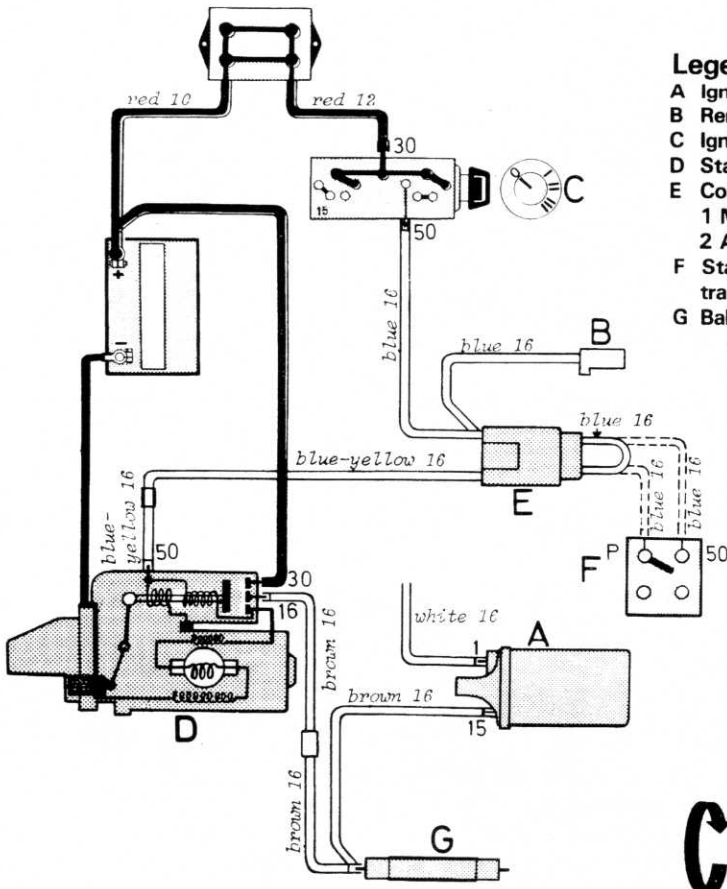 red 10
red 12
30
C
15
50
+
-
blue 16
B
blue 16
blue 16
blue-yellow 16
E
blue 16
blue 16
blue-
yellow 16
50
F
P
50
30
16
white 16
1
A
brown 16
brown 16
15
D
brown 16
G
A Ign
B Re
C Ign
D Sta
E Co
1
2 A
F Sta
tra
G Bal